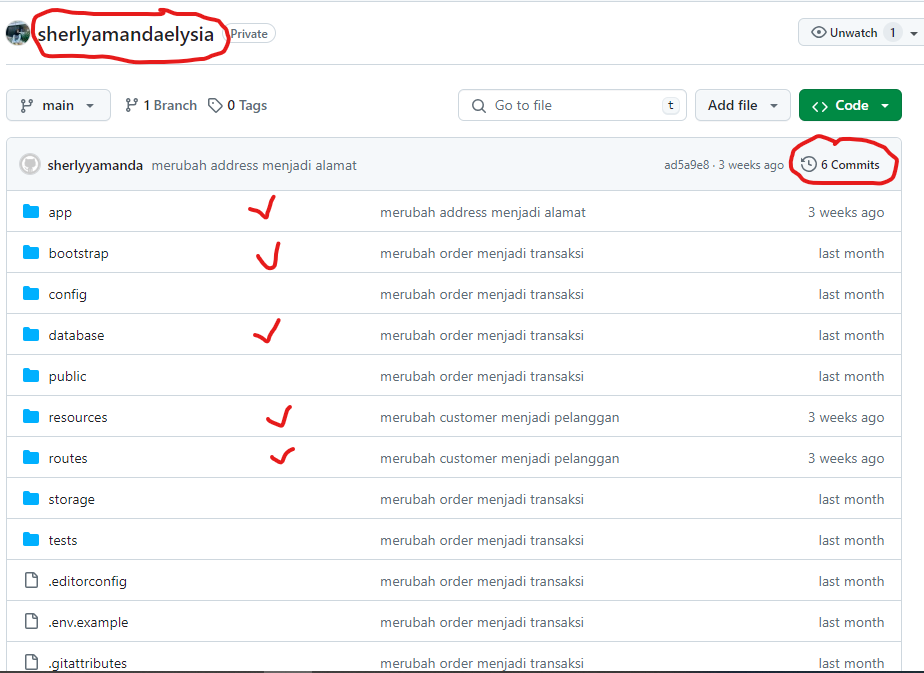 sherlyamandaelysia Private Unwatch 1
main 1 Branch 0 Tags Go to file t Add file Code
sherlyyamanda merubah address menjadi alamat ad5a9e8 · 3 weeks ago 6 Commits
app merubah address menjadi alamat 3 weeks ago
bootstrap merubah order menjadi transaksi last month
config merubah order menjadi transaksi last month
database merubah order menjadi transaksi last month
public merubah order menjadi transaksi last month
resources merubah customer menjadi pelanggan 3 weeks ago
routes merubah customer menjadi pelanggan 3 weeks ago
storage merubah order menjadi transaksi last month
tests merubah order menjadi transaksi last month
.editorconfig merubah order menjadi transaksi last month
.env.example merubah order menjadi transaksi last month
.gitattributes merubah order menjadi transaksi last month